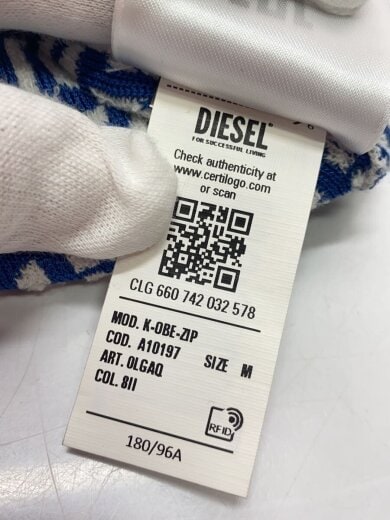 DIESEL
FOR SUCCESSFUL LIVING
Check authenticity at
www.certilogo.com
or scan
CLG 660 742 032 578
MOD. K-OBE-ZIP
COD. A10197 SIZE M
ART. 0LGAQ
COL. 8II
RFID
180/96A